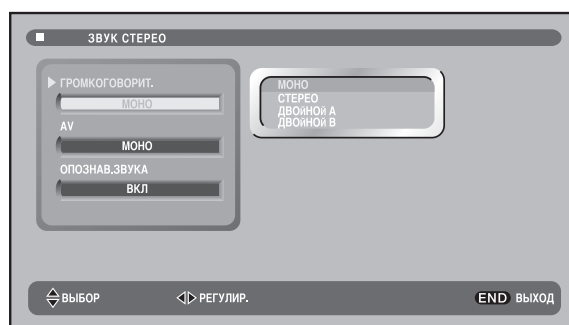 ЗВУК СТЕРЕО
ГРОМКОГОВОРИТ.
МОНО
AV
МОНО
ОПОЗНАВ.ЗВУКА
ВКЛ
МОНО
СТЕРЕО
ДВОйНОй А
ДВОйНОй В
ВЫБОР
РЕГУЛИР.
END ВЫХОД